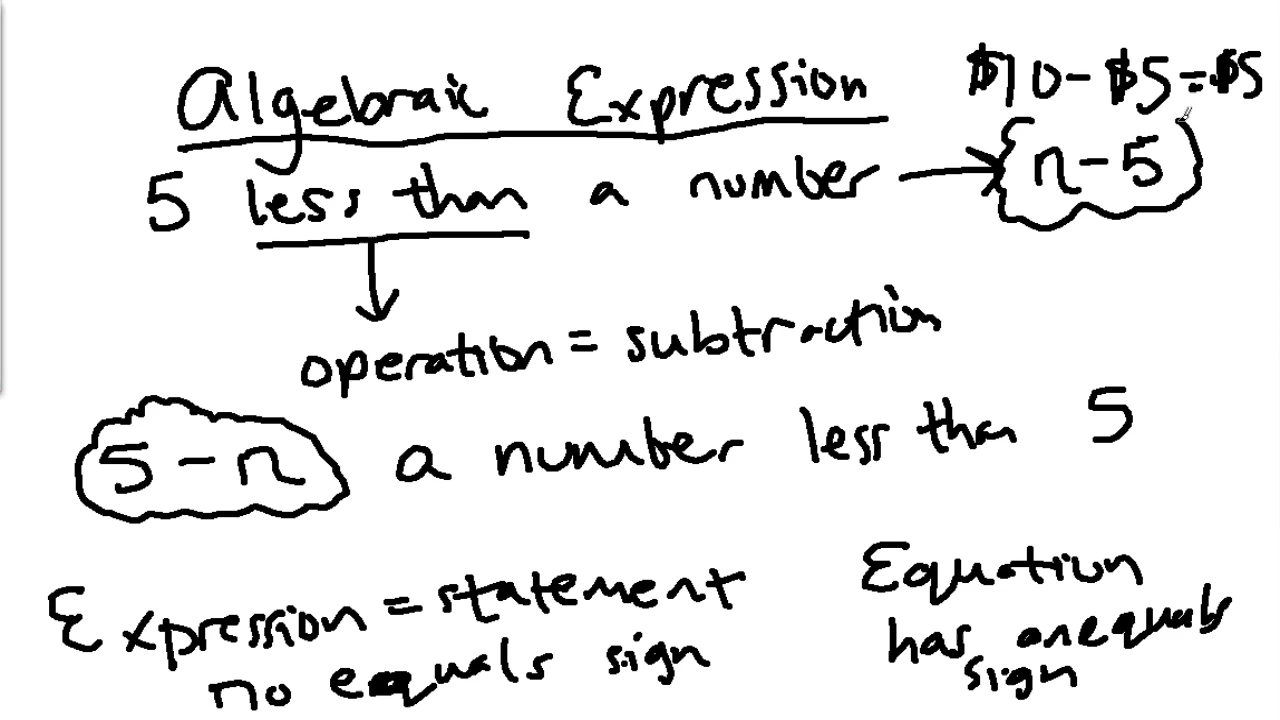 Algebraic Expression
$10 - $5 = $5
5 less than a number → n - 5
operation = subtraction
5 - n a number less than 5
Expression = statement
no equals sign
Equation
has an equals
sign